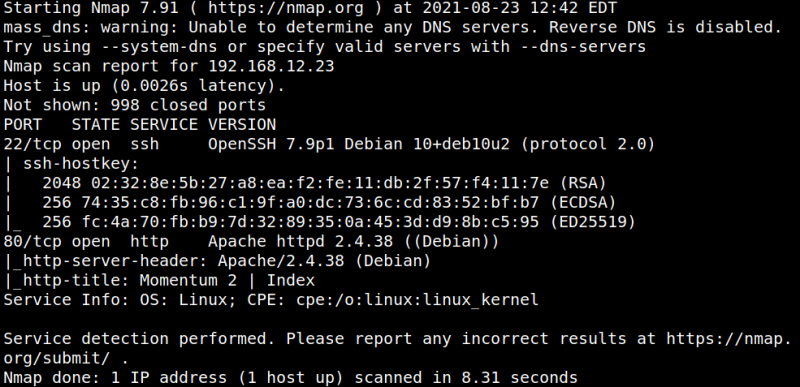 Starting Nmap 7.91 ( https://nmap.org ) at 2021-08-23 12:42 EDT
mass_dns: warning: Unable to determine any DNS servers. Reverse DNS is disabled.
Try using --system-dns or specify valid servers with --dns-servers
Nmap scan report for 192.168.12.23
Host is up (0.0026s latency).
Not shown: 998 closed ports
PORT   STATE SERVICE VERSION
22/tcp open  ssh     OpenSSH 7.9p1 Debian 10+deb10u2 (protocol 2.0)
| ssh-hostkey:
|   2048 02:32:8e:5b:27:a8:ea:f2:fe:11:db:2f:57:f4:11:7e (RSA)
|   256 74:35:c8:fb:96:c1:9f:a0:dc:73:6c:cd:83:52:bf:b7 (ECDSA)
|_  256 fc:4a:70:fb:b9:7d:32:89:35:0a:45:3d:d9:8b:c5:95 (ED25519)
80/tcp open  http    Apache httpd 2.4.38 ((Debian))
|_http-server-header: Apache/2.4.38 (Debian)
|_http-title: Momentum 2 | Index
Service Info: OS: Linux; CPE: cpe:/o:linux:linux_kernel

Service detection performed. Please report any incorrect results at https://nmap.
org/submit/ .
Nmap done: 1 IP address (1 host up) scanned in 8.31 seconds